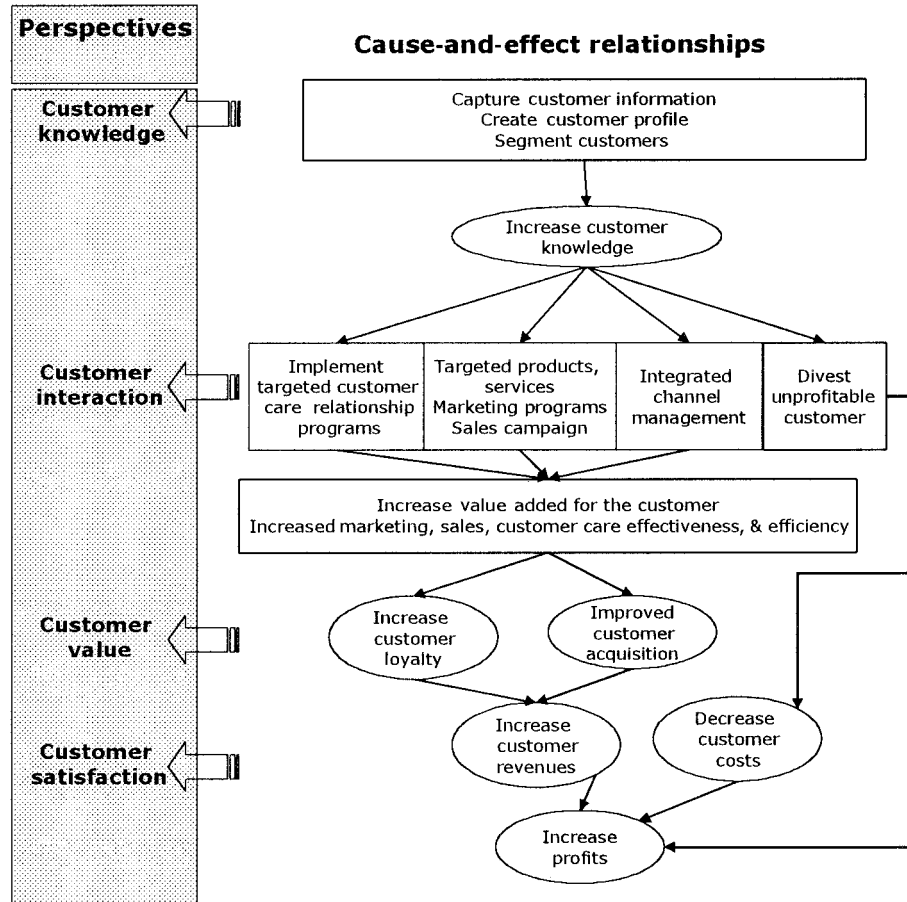 Perspectives
Cause-and-effect relationships
Customer
knowledge
Capture customer information
Create customer profile
Segment customers
Increase customer
knowledge
Customer
interaction
Implement
targeted customer
care relationship
programs
Targeted products,
services
Marketing programs
Sales campaign
Integrated
channel
management
Divest
unprofitable
customer
Increase value added for the customer
Increased marketing, sales, customer care effectiveness, & efficiency
Customer
value
Increase
customer
loyalty
Improved
customer
acquisition
Customer
satisfaction
Increase
customer
revenues
Decrease
customer
costs
Increase
profits